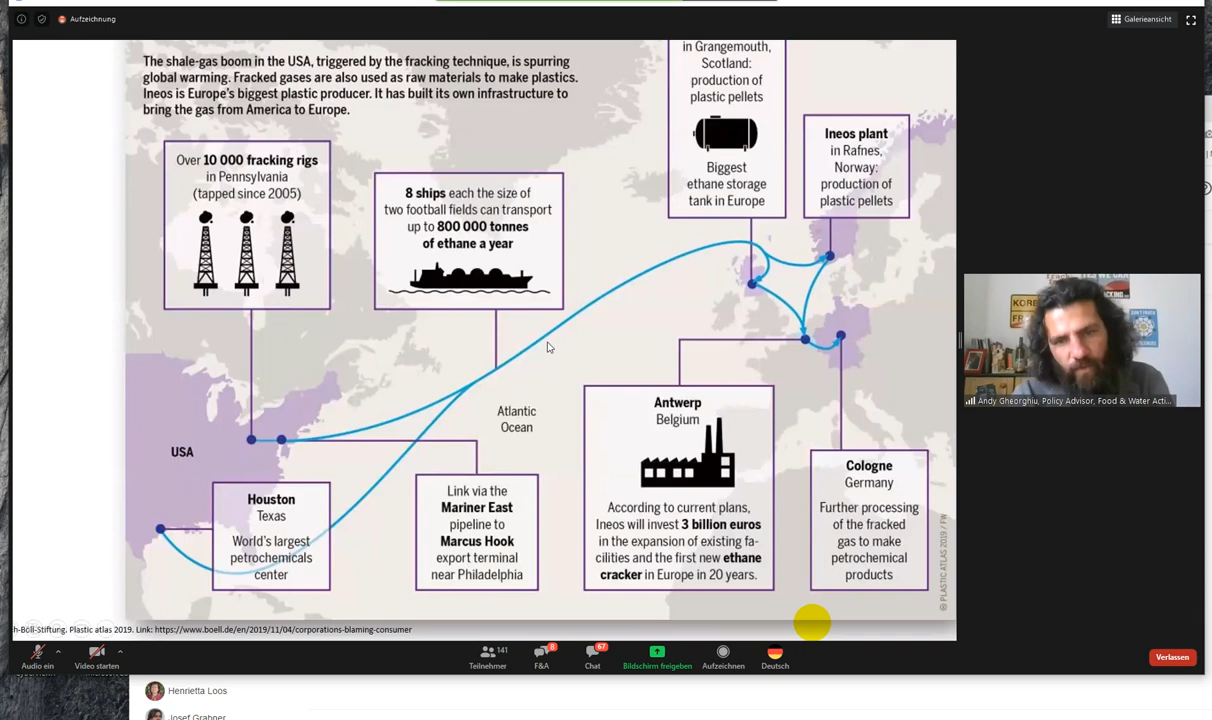 Aufzeichnung
Galerieansicht
The shale-gas boom in the USA, triggered by the fracking technique, is spurring
global warming. Fracked gases are also used as raw materials to make plastics.
Ineos is Europe's biggest plastic producer. It has built its own infrastructure to
bring the gas from America to Europe.
Over 10 000 fracking rigs
in Pennsylvania
(tapped since 2005)
8 ships each the size of
two football fields can transport
up to 800 000 tonnes
of ethane a year
in Grangemouth,
Scotland:
production of
plastic pellets
Biggest
ethane storage
tank in Europe
Ineos plant
in Rafnes,
Norway:
production of
plastic pellets
Atlantic
Ocean
USA
Houston
Texas
World's largest
petrochemicals
center
Link via the
Mariner East
pipeline to
Marcus Hook
export terminal
near Philadelphia
Antwerp
Belgium
According to current plans,
Ineos will invest 3 billion euros
in the expansion of existing fa-
cilities and the first new ethane
cracker in Europe in 20 years.
Cologne
Germany
Further processing
of the fracked
gas to make
petrochemical
products
PLASTIC ATLAS 2019 / FW
Andy Gheorghiu, Policy Advisor, Food & Water Acti...
h-Böll-Stiftung. Plastic atlas 2019. Link: https://www.boell.de/en/2019/11/04/corporations-blaming-consumer
Audio ein
Video starten
141
Teilnehmer
8
F&A
67
Chat
Bildschirm freigeben
Aufzeichnen
Deutsch
Verlassen
Henrietta Loos
Josef Grabner